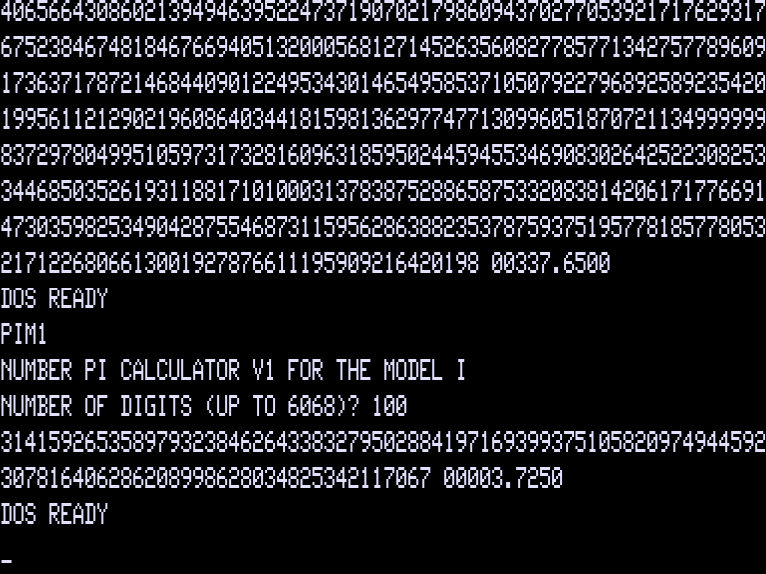 4065664308602139494639522473719070217986094370277053921717629317
6752384674818467669405132000568127145263560827785771342757789609
1736371787214684409012249534301465495853710507922796892589235420
1995611212902196086403441815981362977477130996051870721134999999
8372978049951059731732816096318595024459455346908302642522308253
3446850352619311881710100031378387528865875332083814206171776691
4730359825349042875546873115956286388235378759375195778185778053
2171226806613001927876611195909216420198 00337.6500
DOS READY
PIM1
NUMBER PI CALCULATOR V1 FOR THE MODEL I
NUMBER OF DIGITS (UP TO 6068)? 100
3141592653589793238462643383279502884197169399375105820974944592
307816406286208998628034825342117067 00003.7250
DOS READY
_